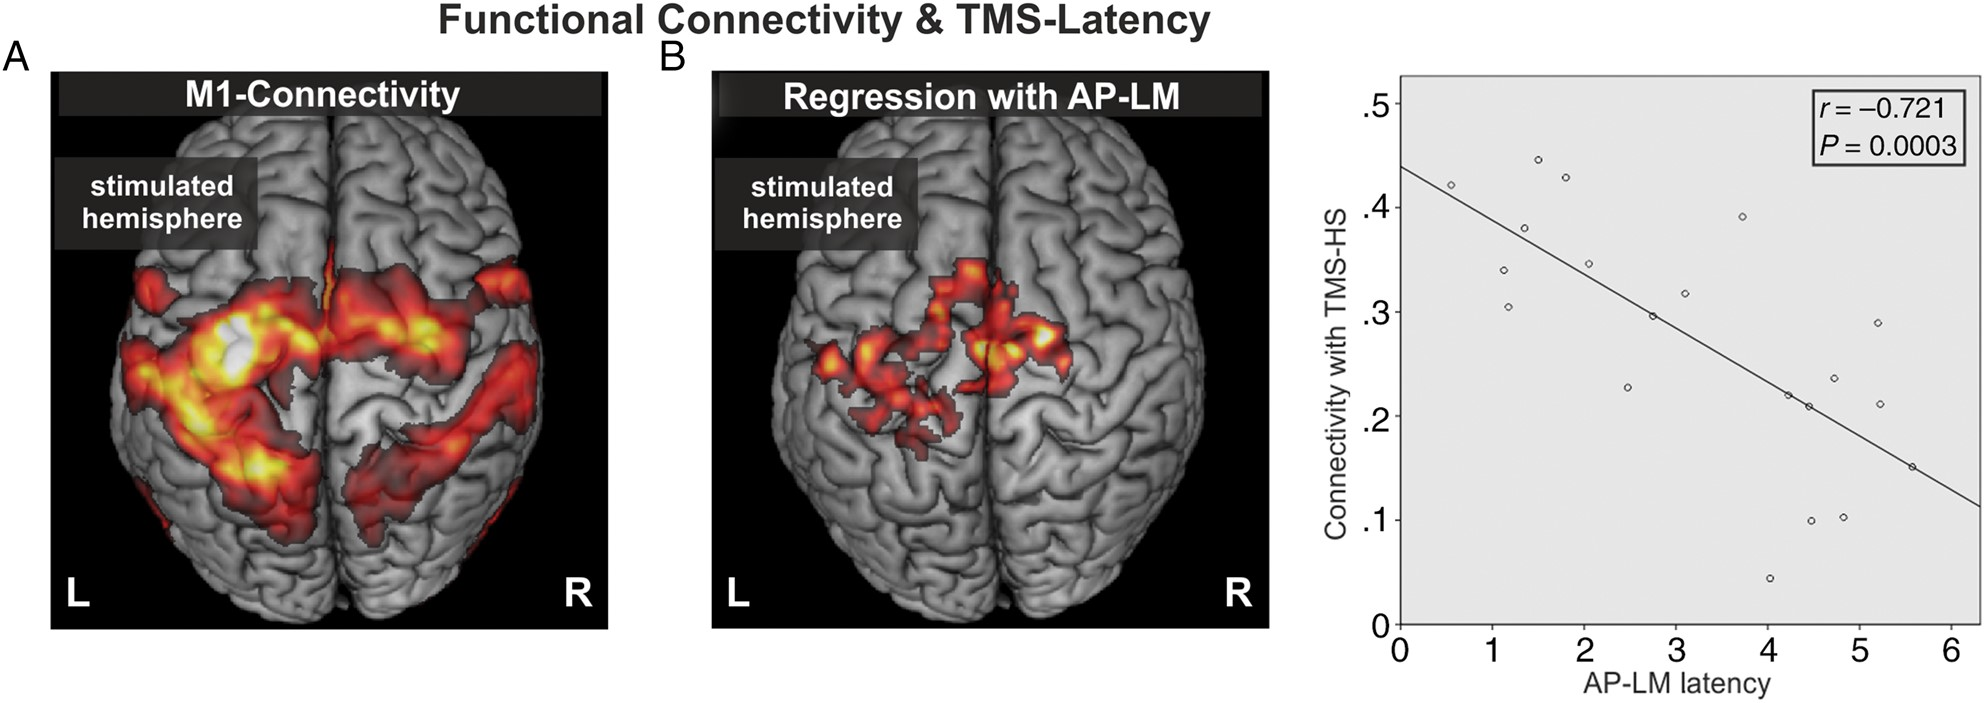 Functional Connectivity & TMS-Latency
A
M1-Connectivity
stimulated
hemisphere
L
R
B
Regression with AP-LM
stimulated
hemisphere
L
R
Connectivity with TMS-HS
.5
.4
.3
.2
.1
0
r = –0.721
P = 0.0003
0 1 2 3 4 5 6
AP-LM latency